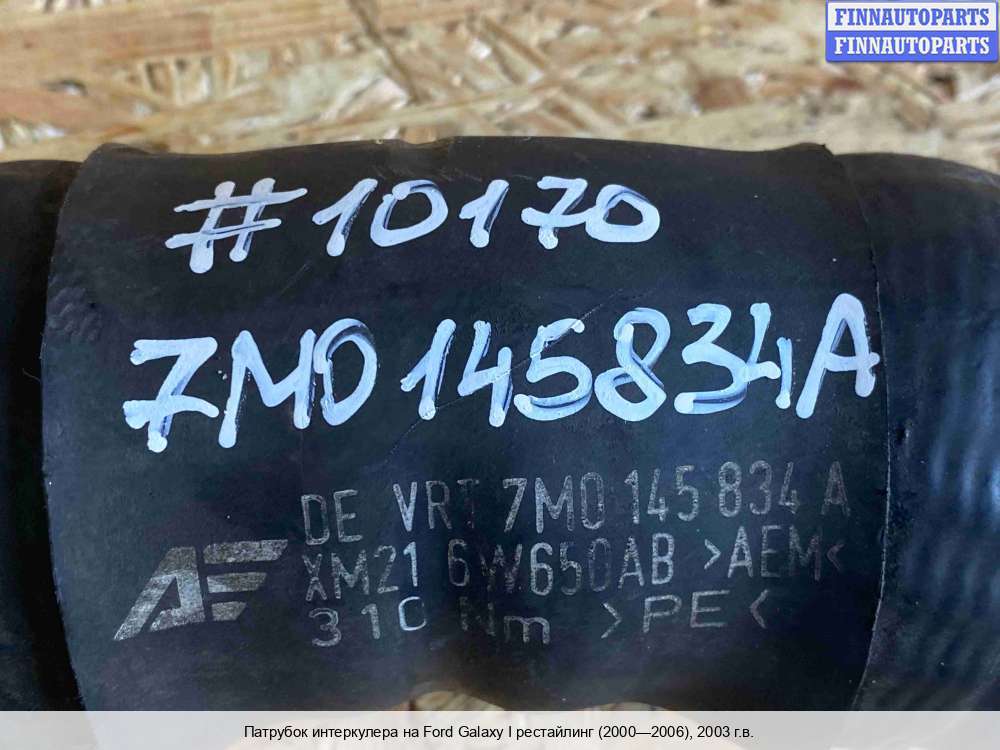 FINNAUTOPARTS
FINNAUTOPARTS
#10170
7M0145834A
DE VRT 7M0 145 834 A
XM21 6W650AB >AEM<
310 Nm >PE<
Патрубок интеркулера на Ford Galaxy I рестайлинг (2000—2006), 2003 г.в.